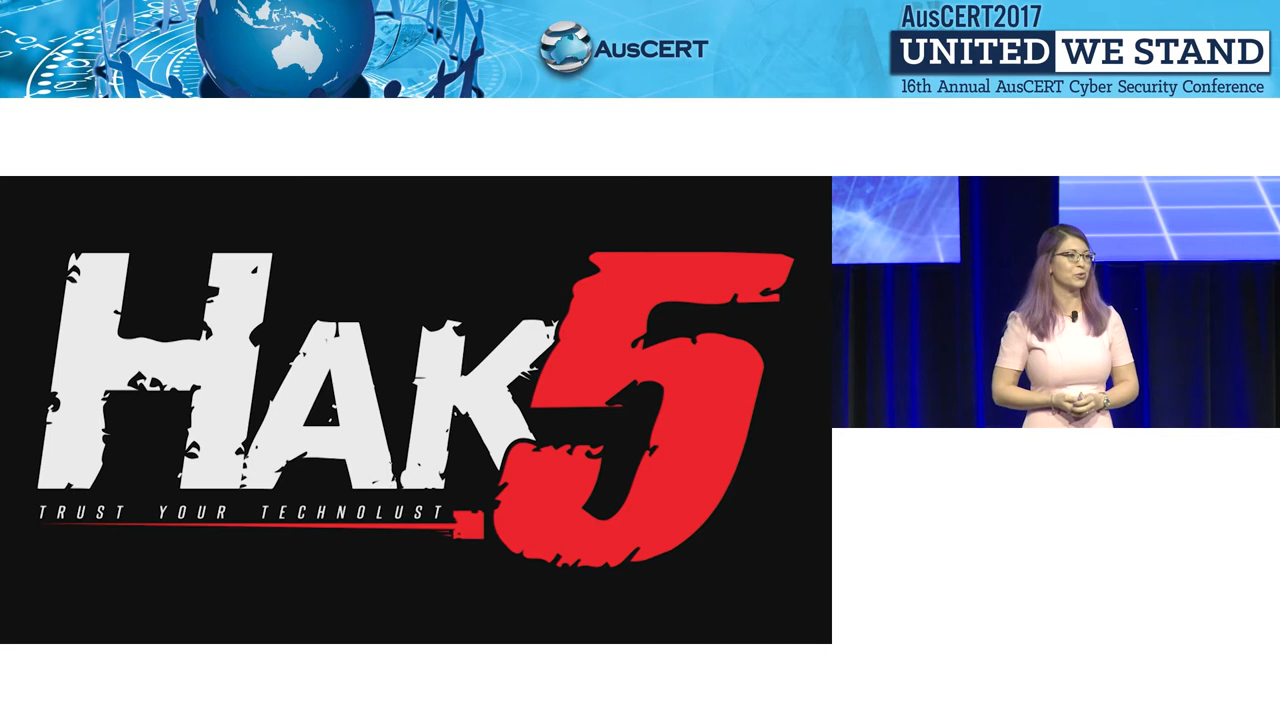 AusCERT
AusCERT2017
UNITED WE STAND
16th Annual AusCERT Cyber Security Conference
HAK5
TRUST YOUR TECHNOLUST